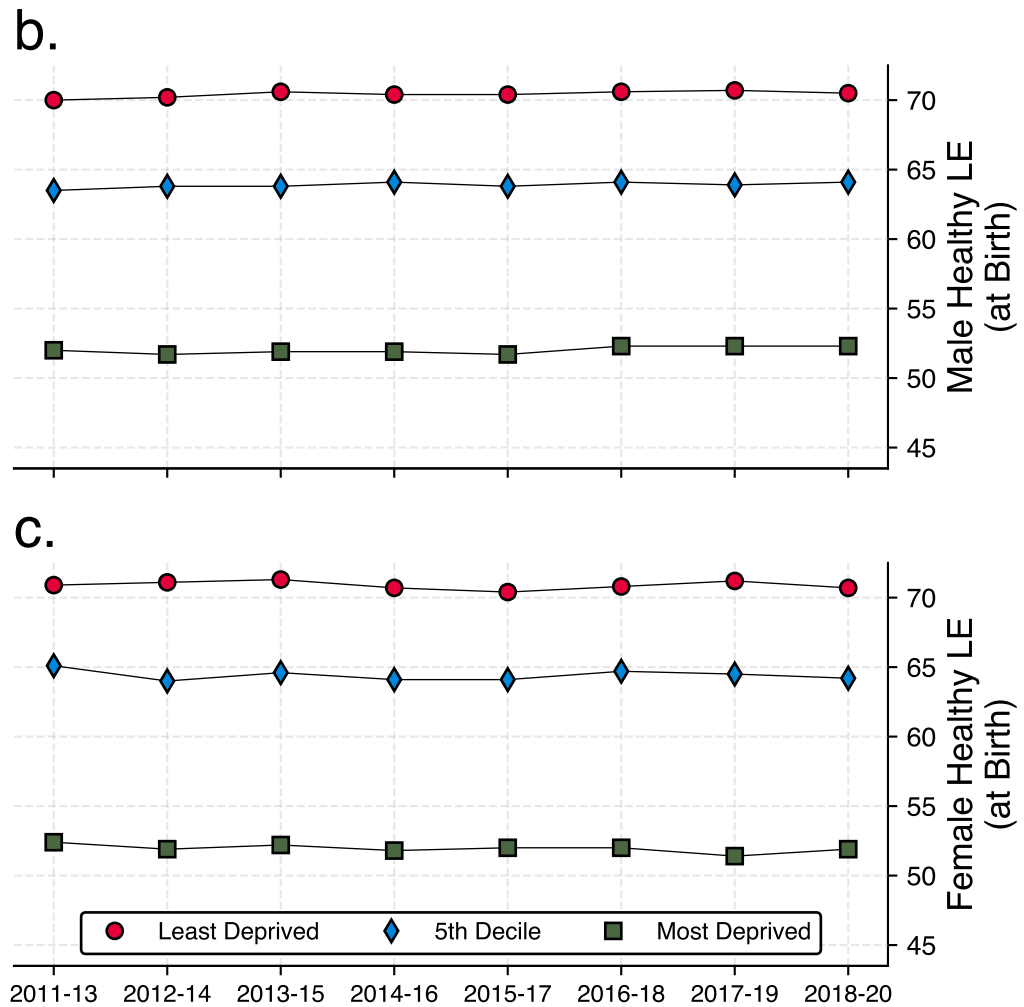 b.
70
65
60
55
50
45
Male Healthy LE
(at Birth)
c.
70
65
60
55
50
45
Female Healthy LE
(at Birth)
Least Deprived 5th Decile Most Deprived
2011-13 2012-14 2013-15 2014-16 2015-17 2016-18 2017-19 2018-20